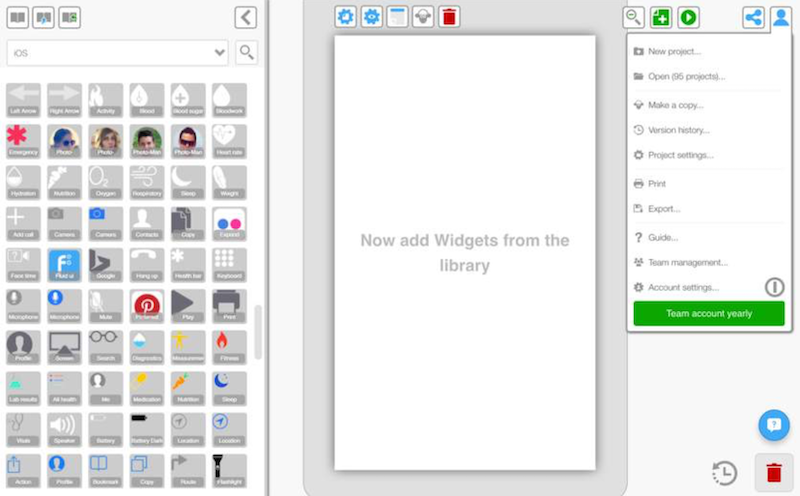 iOS
Left Arrow
Right Arrow
Activity
Blood
Blood sugar
Bloodwork
Emergency
Photo-
Photo-
Photo-Man
Photo-Man
Heart rate
Hydration
Nutrition
Oxygen
Respiratory
Sleep
Weight
Add call
Camera
Camera
Contacts
Copy
Expand
Face time
Fluid ui
Google
Hang up
Health bar
Keyboard
Microphone
Microphone
Mute
Pinterest
Play
Print
Profile
Screen
Search
Diagnostics
Measuremen
Fitness
Lab results
All health
Me
Medication
Nutrition
Sleep
Vitals
Speaker
Battery
Battery Dark
Location
Location
Action
Profile
Bookmark
Copy
Route
Flashlight
Now add Widgets from the
library
New project...
Open (95 projects)...
Make a copy...
Version history...
Project settings...
Print
Export...
Guide...
Team management...
Account settings...
Team account yearly